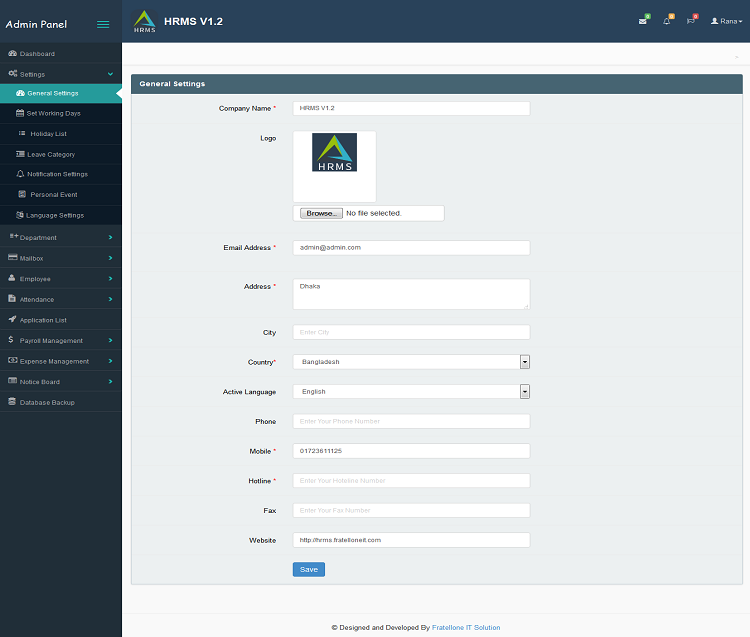 Admin Panel
HRMS
HRMS V1.2
0
0
0
Rana
Dashboard
Settings
General Settings
Set Working Days
Holiday List
Leave Category
Notification Settings
Personal Event
Language Settings
Department
Mailbox
Employee
Attendance
Application List
Payroll Management
Expense Management
Notice Board
Database Backup
General Settings
Company Name *
HRMS V1.2
Logo
HRMS
Browse... No file selected.
Email Address *
admin@admin.com
Address *
Dhaka
City
Enter City
Country*
Bangladesh
Active Language
English
Phone
Enter Your Phone Number
Mobile *
01723611125
Hotline *
Enter Your Hoteline Number
Fax
Enter Your Fax Number
Website
http://hrms.fratelloneit.com
Save
© Designed and Developed By Fratellone IT Solution